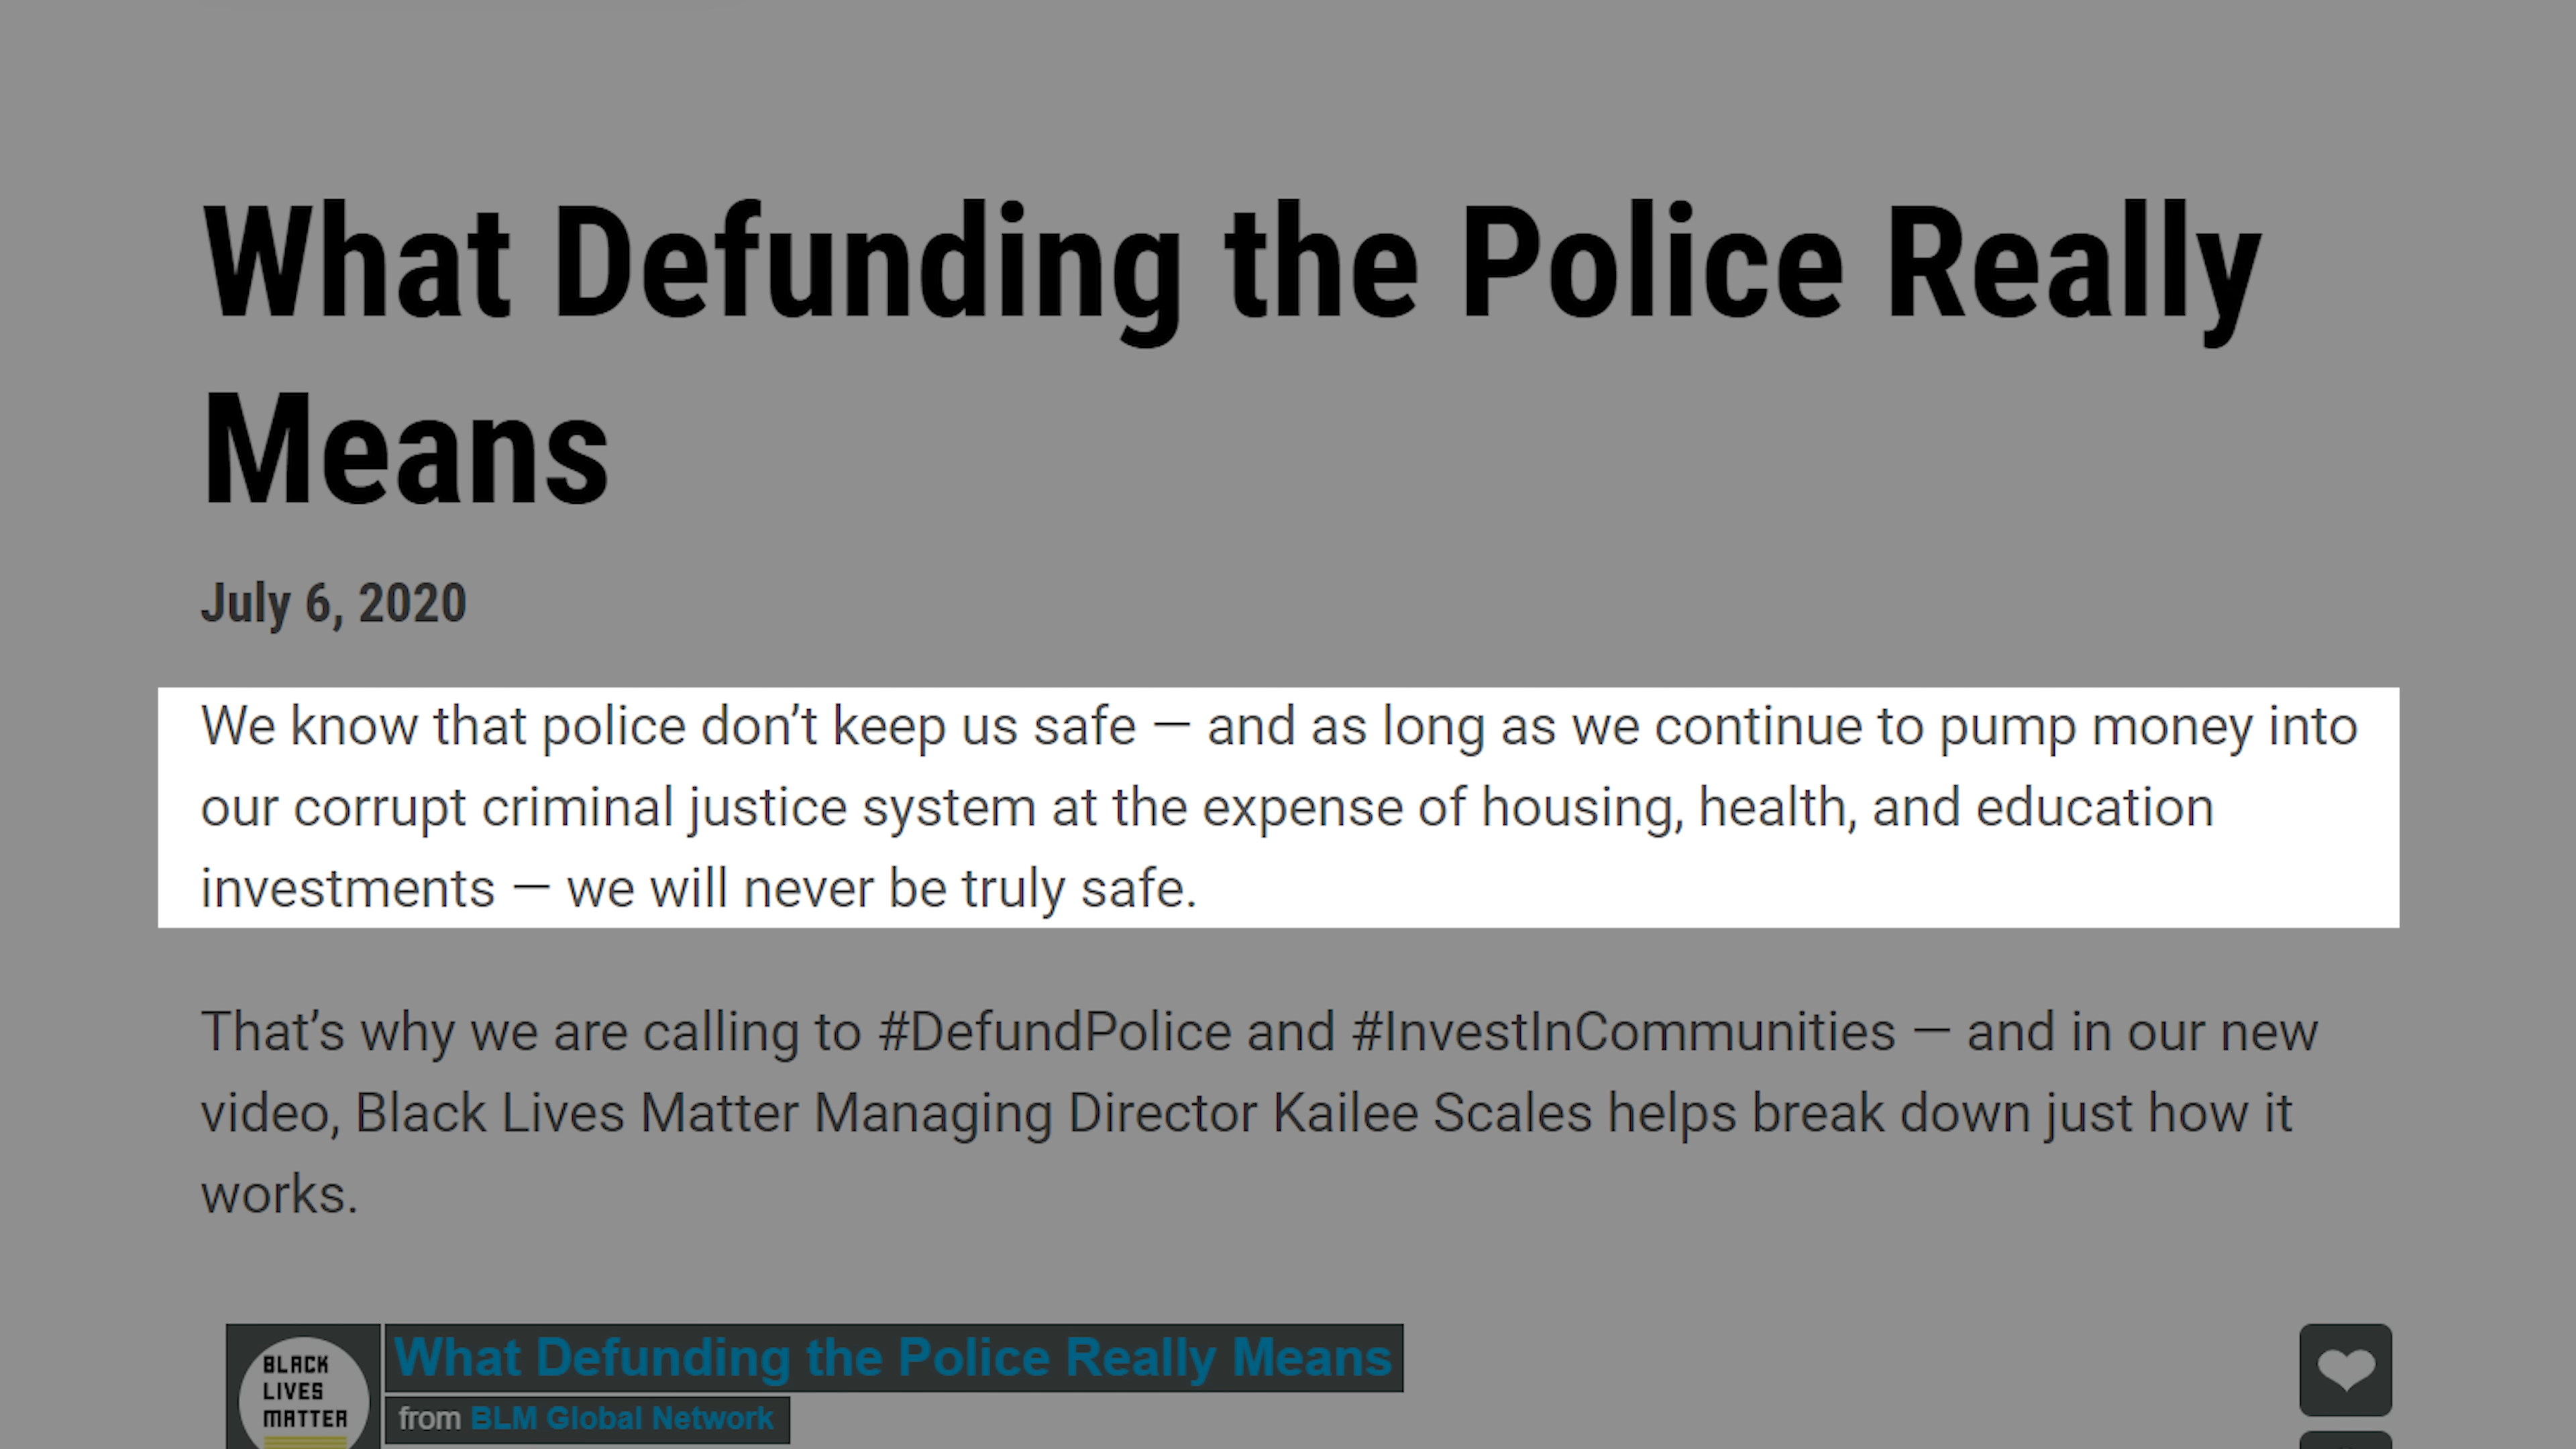 What Defunding the Police Really
Means
July 6, 2020
We know that police don’t keep us safe — and as long as we continue to pump money into
our corrupt criminal justice system at the expense of housing, health, and education
investments — we will never be truly safe.
That’s why we are calling to #DefundPolice and #InvestInCommunities — and in our new
video, Black Lives Matter Managing Director Kailee Scales helps break down just how it
works.
BLACK
LIVES
MATTER
What Defunding the Police Really Means
from BLM Global Network